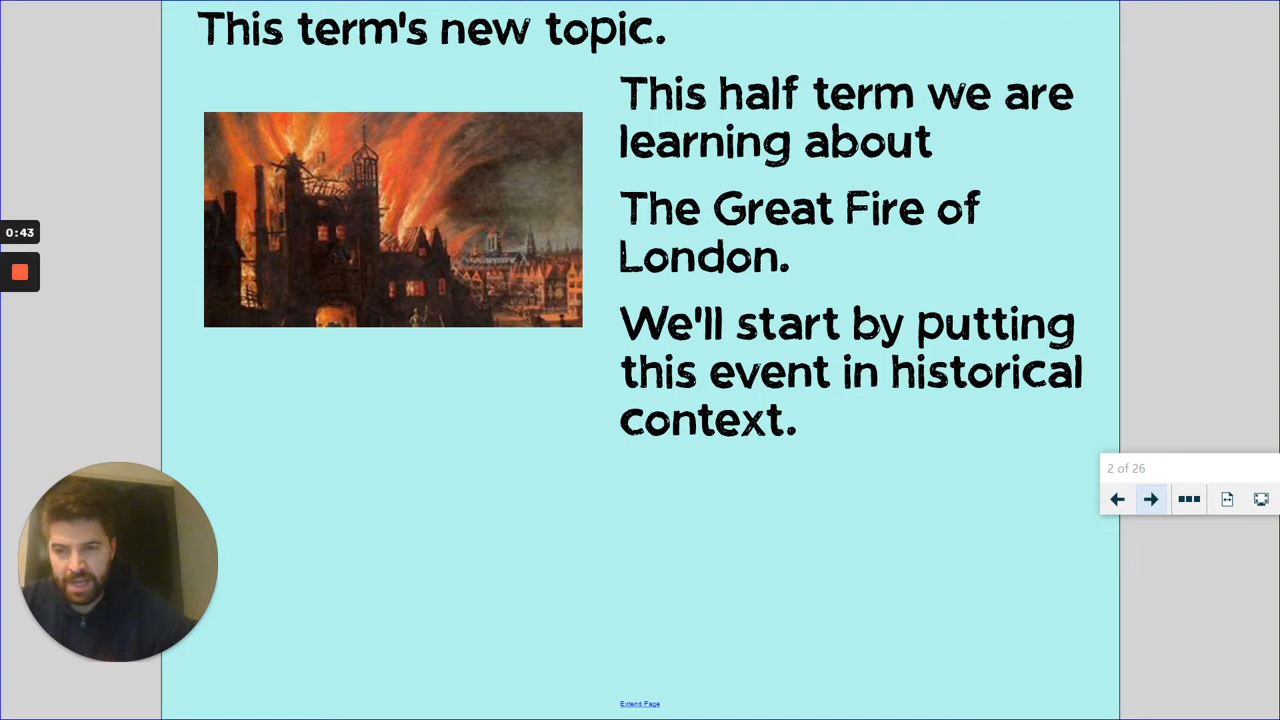 This term's new topic.
This half term we are
learning about
The Great Fire of
London.
We'll start by putting
this event in historical
context.
0:43
2 of 26
Extend Page